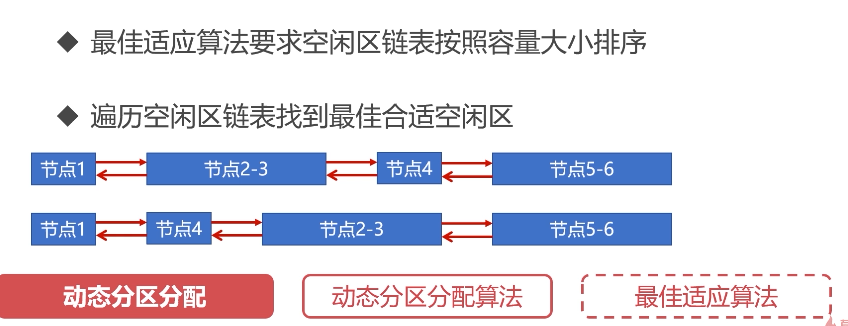 ◆ 最佳适应算法要求空闲区链表按照容量大小排序
◆ 遍历空闲区链表找到最佳合适空闲区
节点1 节点2-3 节点4 节点5-6
节点1 节点4 节点2-3 节点5-6
动态分区分配 动态分区分配算法 最佳适应算法